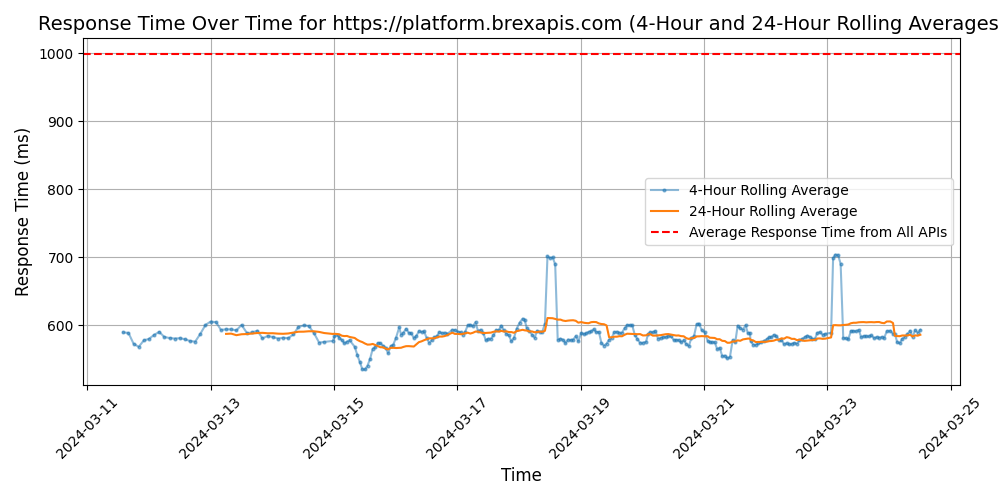 Response Time Over Time for https://platform.brexapis.com (4-Hour and 24-Hour Rolling Averages
1000
900
800
700
600
Response Time (ms)
4-Hour Rolling Average
24-Hour Rolling Average
Average Response Time from All APIs
2024-03-11
2024-03-13
2024-03-15
2024-03-17
2024-03-19
2024-03-21
2024-03-23
2024-03-25
Time